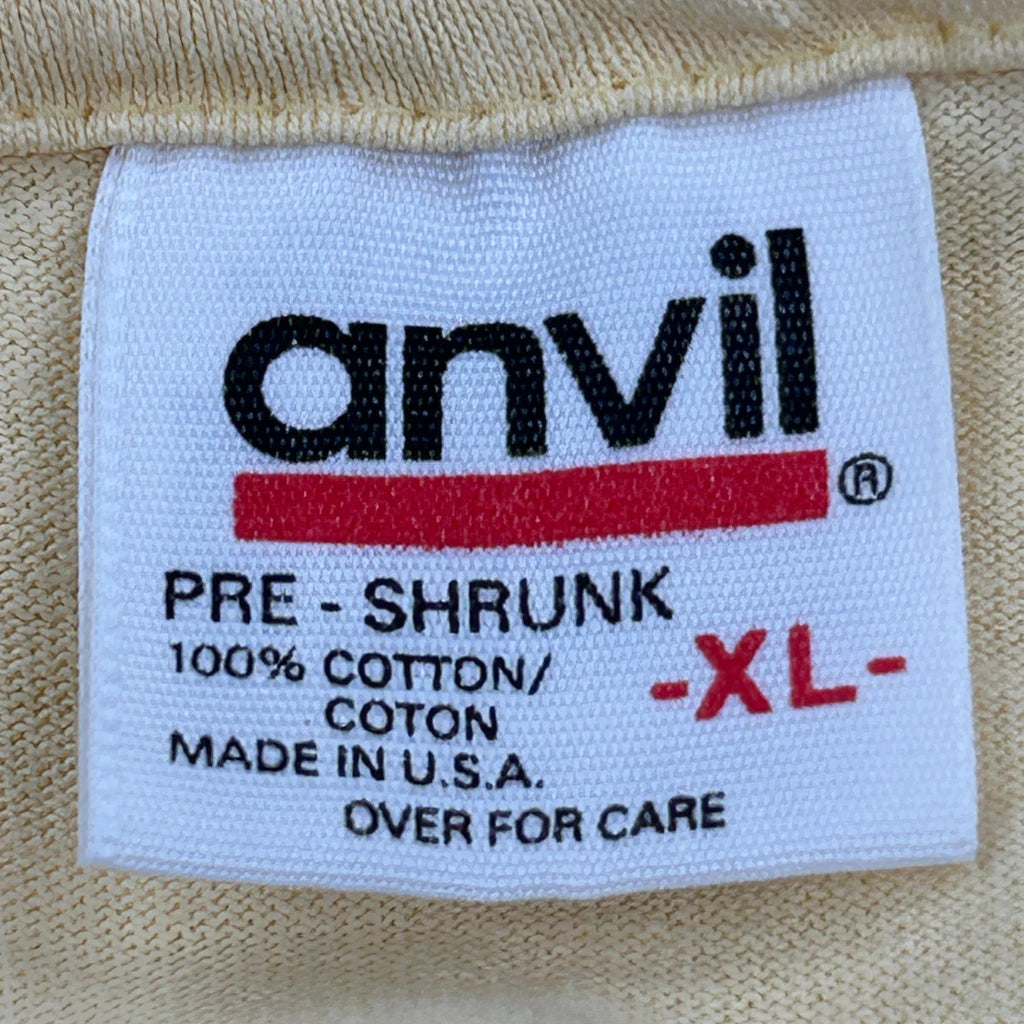 anvil
®
PRE - SHRUNK
100% COTTON/
COTON
-XL-
MADE IN U.S.A.
OVER FOR CARE